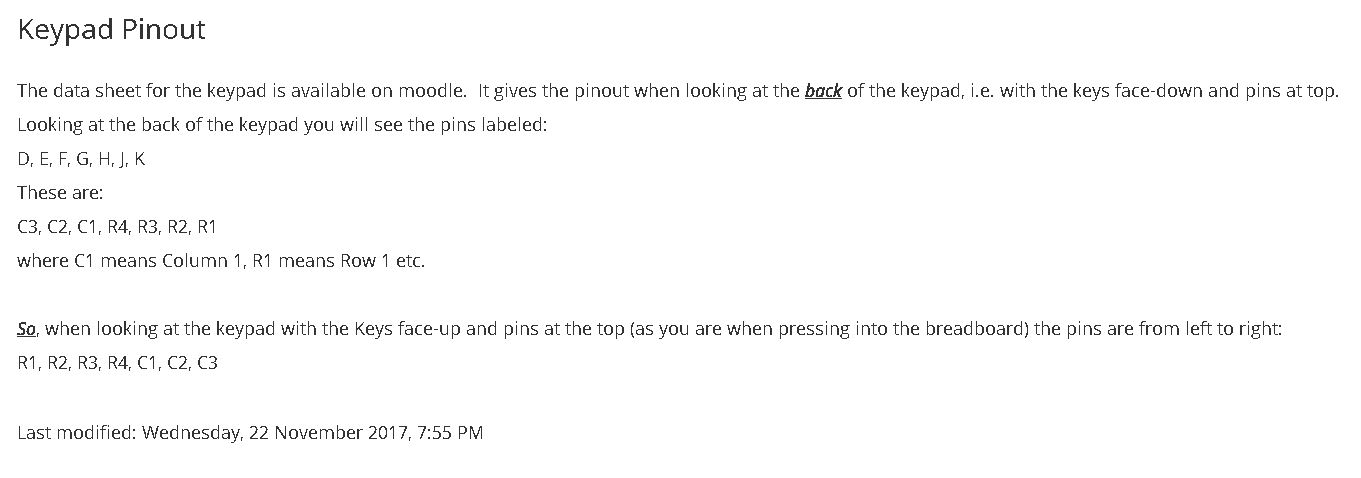 Keypad Pinout
The data sheet for the keypad is available on moodle.  It gives the pinout when looking at the back of the keypad, i.e. with the keys face-down and pins at top.
Looking at the back of the keypad you will see the pins labeled:
D, E, F, G, H, J, K
These are:
C3, C2, C1, R4, R3, R2, R1
where C1 means Column 1, R1 means Row 1 etc.
So, when looking at the keypad with the Keys face-up and pins at the top (as you are when pressing into the breadboard) the pins are from left to right:
R1, R2, R3, R4, C1, C2, C3
Last modified: Wednesday, 22 November 2017, 7:55 PM